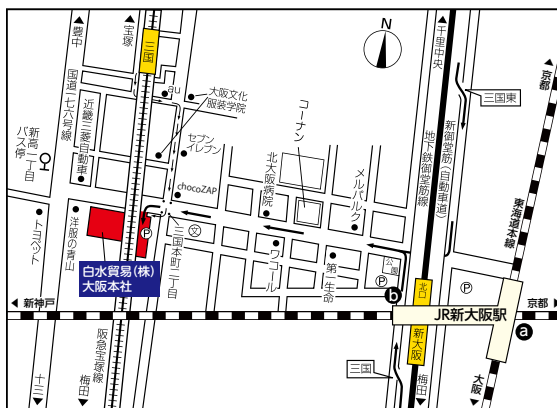 豊中
宝塚
三国
N
千里中央
京都
三国東
国道一七六号線
近畿三菱自動車
au
大阪文化
服装学院
コーナン
新高一丁目
バス停
セブン
イレブン
北大阪病院
メルパルク
地下鉄御堂筋線
新御堂筋(自動車道)
東海道本線
chocoZAP
トヨペット
洋服の青山
P
三国本町二丁目
文
ワコール
第一生命
公園
P
P
白水貿易(株)
大阪本社
b
北口
新神戸
JR新大阪駅
京都
a
新大阪
阪急宝塚線
三国
十三
梅田
梅田
大阪